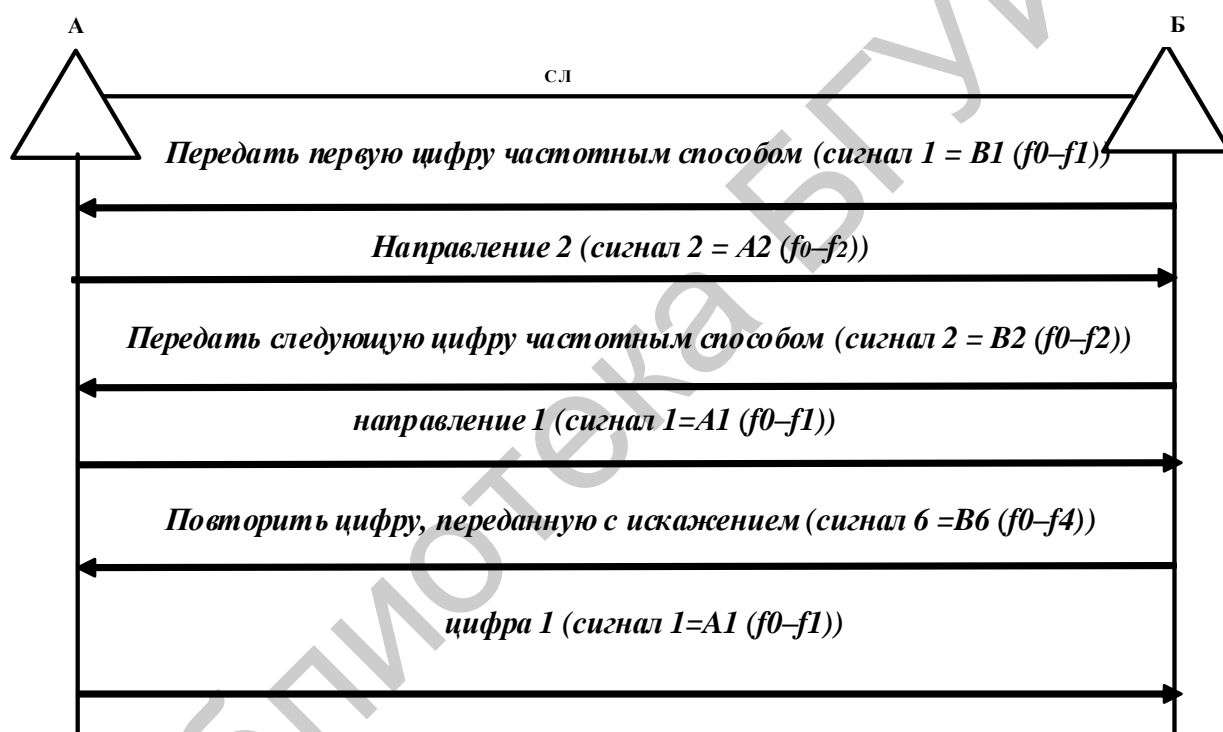 А
Б
СЛ
Передать первую цифру частотным способом (сигнал 1 = В1 (f0–f1))
Направление 2 (сигнал 2 = А2 (f0–f2))
Передать следующую цифру частотным способом (сигнал 2 = В2 (f0–f2))
направление 1 (сигнал 1=А1 (f0–f1))
Повторить цифру, переданную с искажением (сигнал 6 =В6 (f0–f4))
цифра 1 (сигнал 1=А1 (f0–f1))